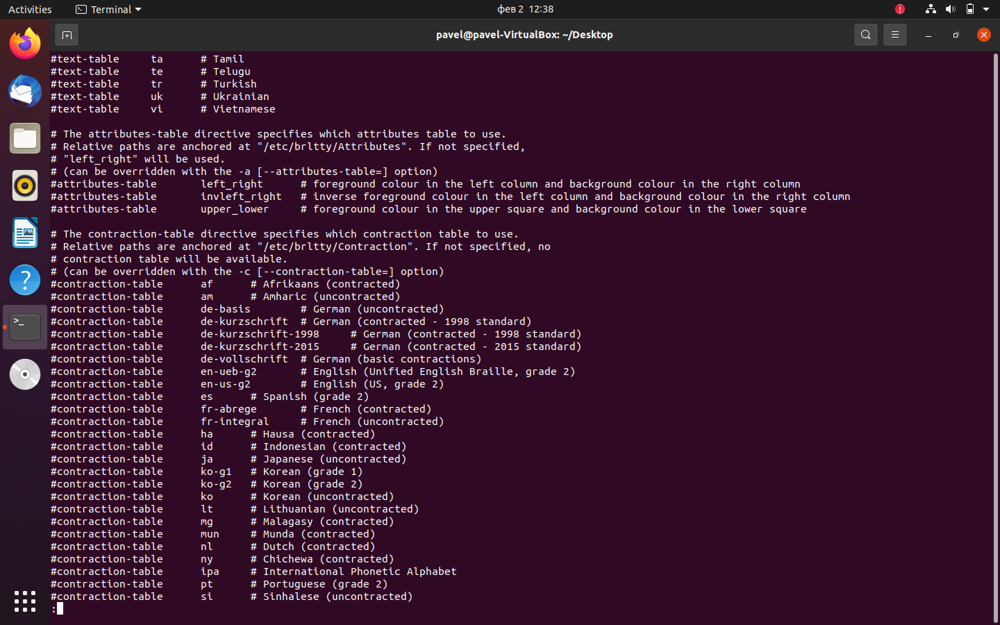 Activities Terminal фев 2 12:38
pavel@pavel-VirtualBox: ~/Desktop
#text-table ta # Tamil
#text-table te # Telugu
#text-table tr # Turkish
#text-table uk # Ukrainian
#text-table vi # Vietnamese
# The attributes-table directive specifies which attributes table to use.
# Relative paths are anchored at "/etc/brltty/Attributes". If not specified,
# "left_right" will be used.
# (can be overridden with the -a [--attributes-table=] option)
#attributes-table left_right # foreground colour in the left column and background colour in the right column
#attributes-table invleft_right # inverse foreground colour in the left column and background colour in the right column
#attributes-table upper_lower # foreground colour in the upper square and background colour in the lower square
# The contraction-table directive specifies which contraction table to use.
# Relative paths are anchored at "/etc/brltty/Contraction". If not specified, no
# contraction table will be available.
# (can be overridden with the -c [--contraction-table=] option)
#contraction-table af # Afrikaans (contracted)
#contraction-table am # Amharic (uncontracted)
#contraction-table de-basis # German (uncontracted)
#contraction-table de-kurzschrift # German (contracted - 1998 standard)
#contraction-table de-kurzschrift-1998 # German (contracted - 1998 standard)
#contraction-table de-kurzschrift-2015 # German (contracted - 2015 standard)
#contraction-table de-vollschrift # German (basic contractions)
#contraction-table en-ueb-g2 # English (Unified English Braille, grade 2)
#contraction-table en-us-g2 # English (US, grade 2)
#contraction-table es # Spanish (grade 2)
#contraction-table fr-abrege # French (contracted)
#contraction-table fr-integral # French (uncontracted)
#contraction-table ha # Hausa (contracted)
#contraction-table id # Indonesian (contracted)
#contraction-table ja # Japanese (uncontracted)
#contraction-table ko-g1 # Korean (grade 1)
#contraction-table ko-g2 # Korean (grade 2)
#contraction-table ko # Korean (uncontracted)
#contraction-table lt # Lithuanian (uncontracted)
#contraction-table mg # Malagasy (contracted)
#contraction-table mun # Munda (contracted)
#contraction-table nl # Dutch (contracted)
#contraction-table ny # Chichewa (contracted)
#contraction-table ipa # International Phonetic Alphabet
#contraction-table pt # Portuguese (grade 2)
#contraction-table si # Sinhalese (uncontracted)
: